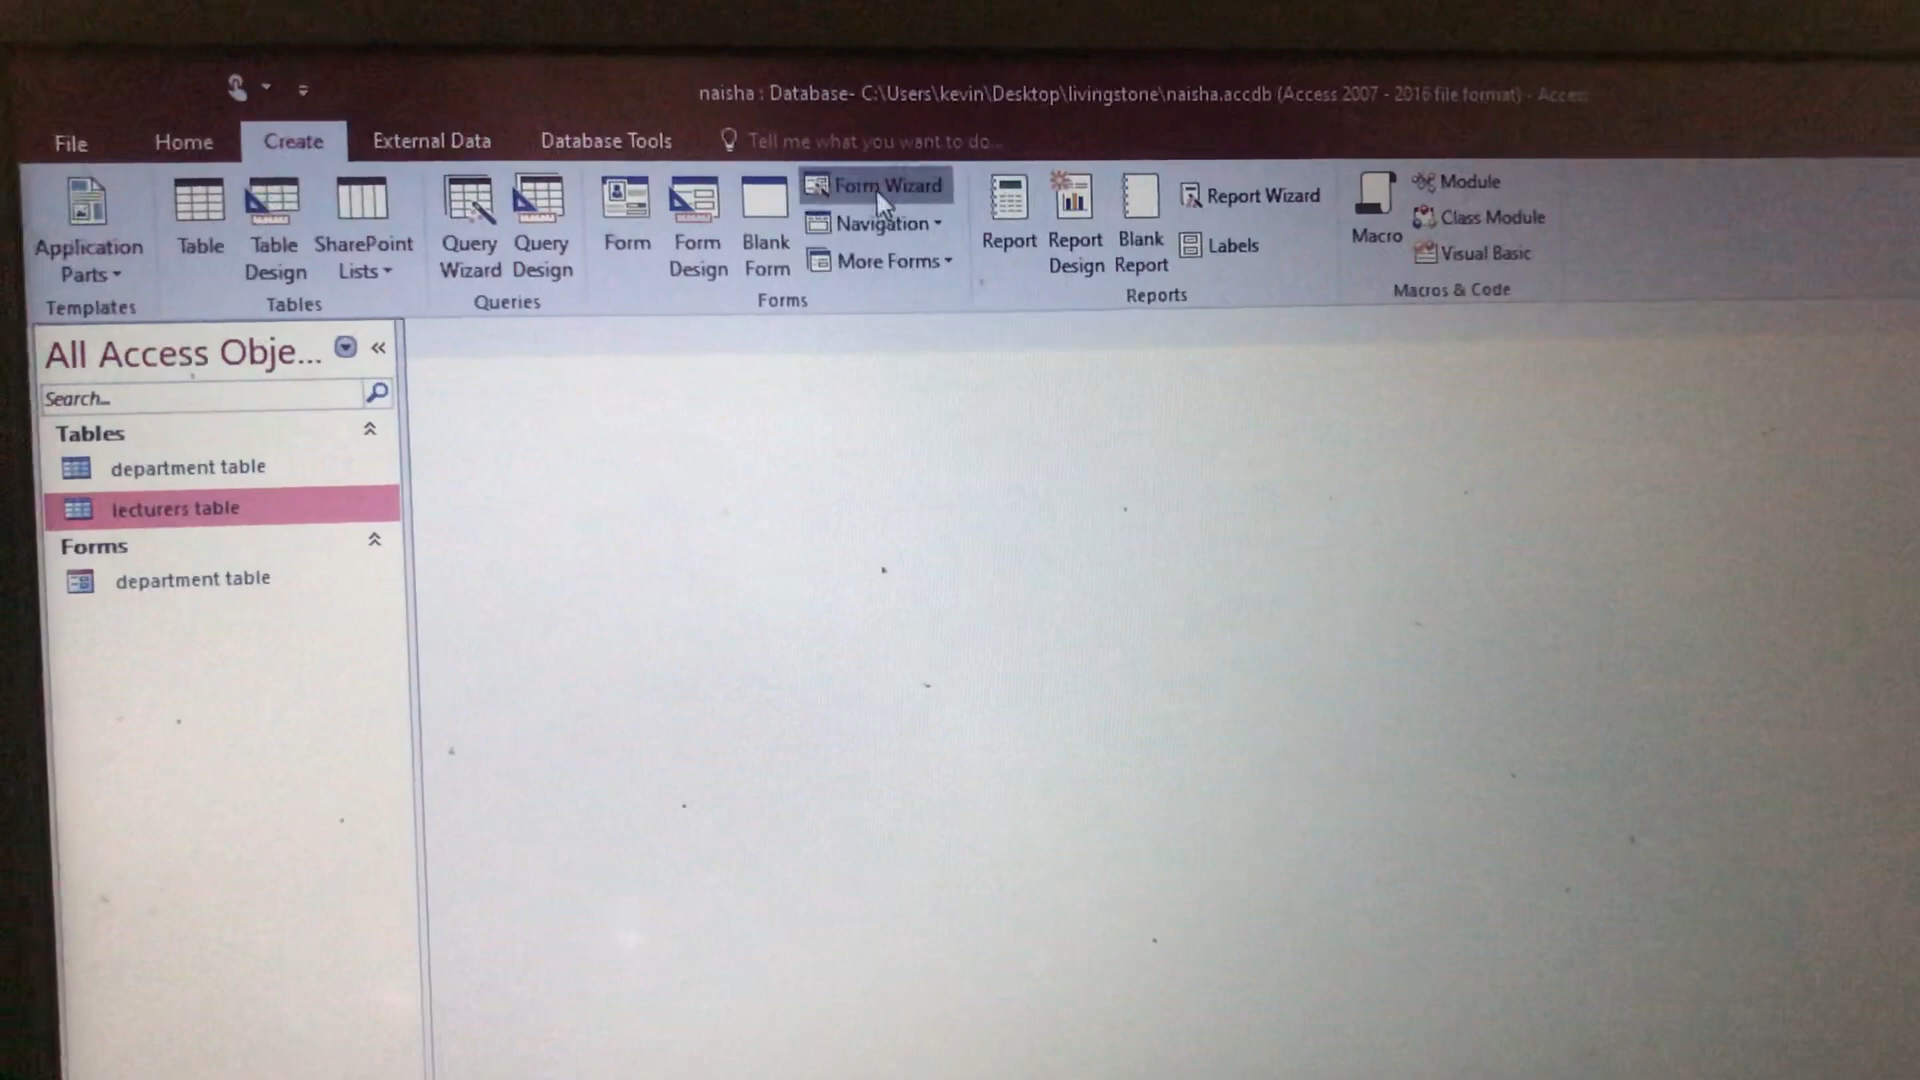 naisha : Database- C:\Users\kevin\Desktop\livingstone\naisha.accdb (Access 2007 - 2016 file format) - Access
File Home Create External Data Database Tools Tell me what you want to do...
Application Parts
Table
Table Design
SharePoint Lists
Templates
Tables
Query Wizard
Query Design
Queries
Form
Form Design
Blank Form
Form Wizard
Navigation
More Forms
Forms
Report
Report Design
Blank Report
Report Wizard
Labels
Reports
Macro
Module
Class Module
Visual Basic
Macros & Code
All Access Obje...
Search...
Tables
department table
lecturers table
Forms
department table